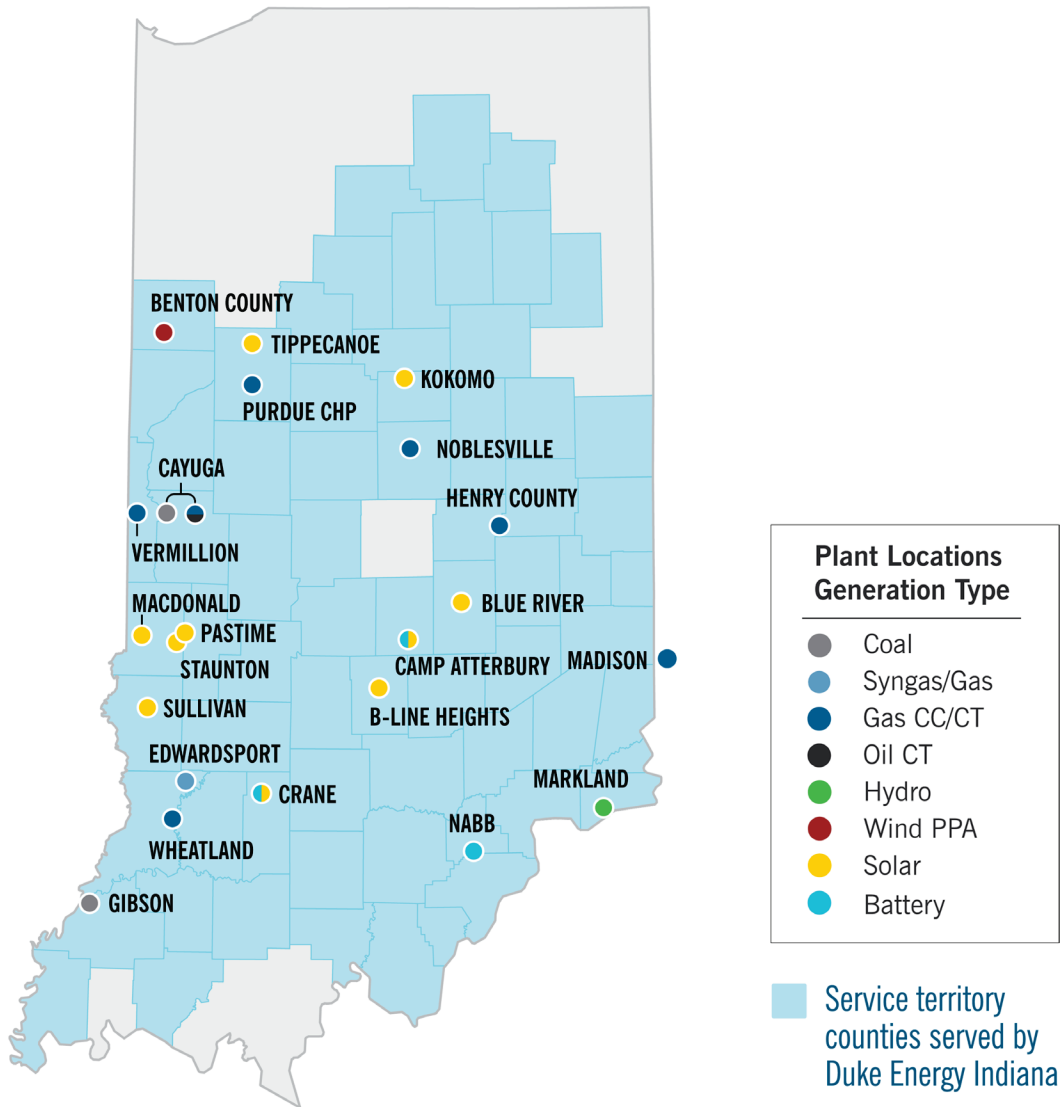 BENTON COUNTY
TIPPECANOE
KOKOMO
PURDUE CHP
NOBLESVILLE
CAYUGA
HENRY COUNTY
VERMILLION
MACDONALD
BLUE RIVER
PASTIME
STAUNTON
CAMP ATTERBURY
MADISON
SULLIVAN
B-LINE HEIGHTS
EDWARDSPORT
CRANE
MARKLAND
NABB
WHEATLAND
GIBSON
Plant Locations
Generation Type
Coal
Syngas/Gas
Gas CC/CT
Oil CT
Hydro
Wind PPA
Solar
Battery
Service territory
counties served by
Duke Energy Indiana